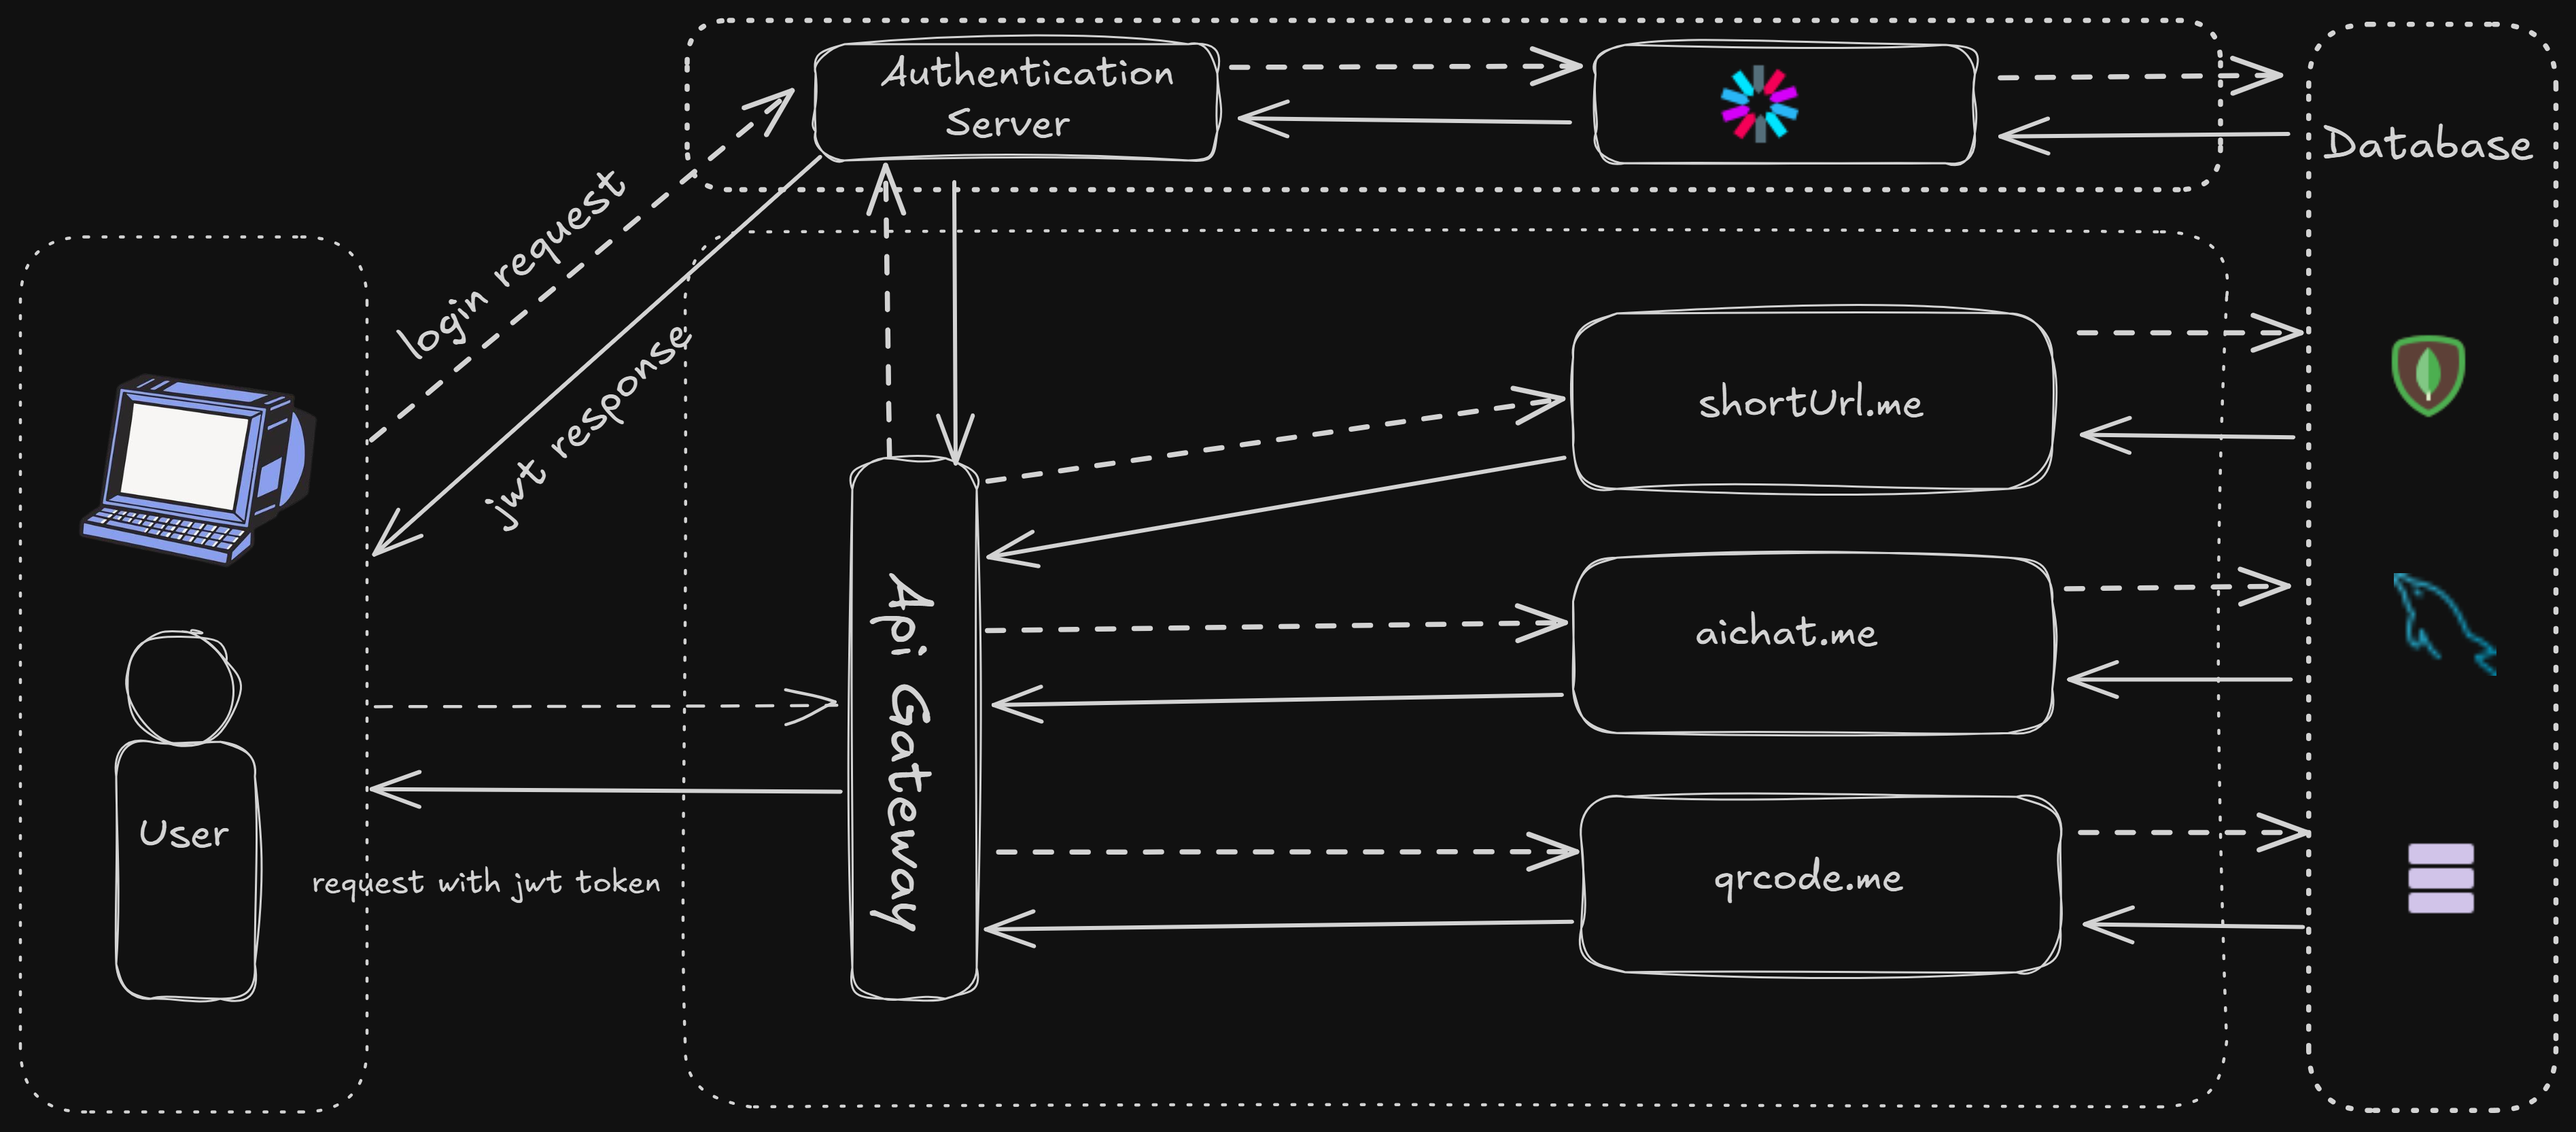 Authentication
Server
Database
login request
jwt response
shortUrl.me
Api Gateway
aichat.me
User
request with jwt token
qrcode.me